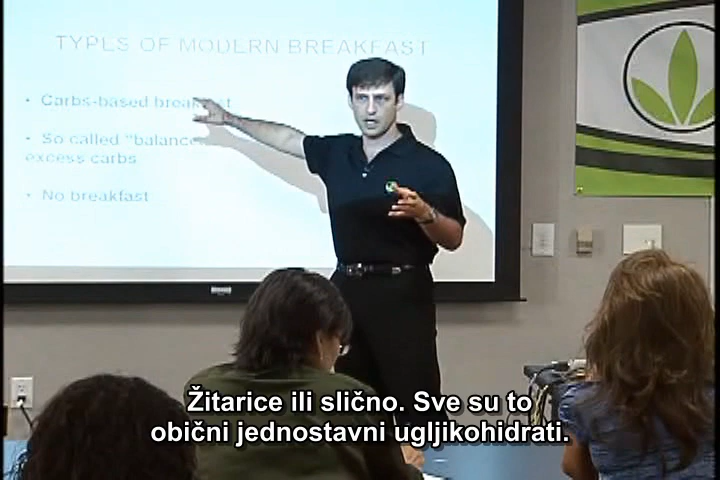 TYPES OF MODERN BREAKFAST
• Carbs-based breakfast
• So called "balance
excess carbs
• No breakfast
Žitarice ili slično. Sve su to
obični jednostavni ugljikohidrati.